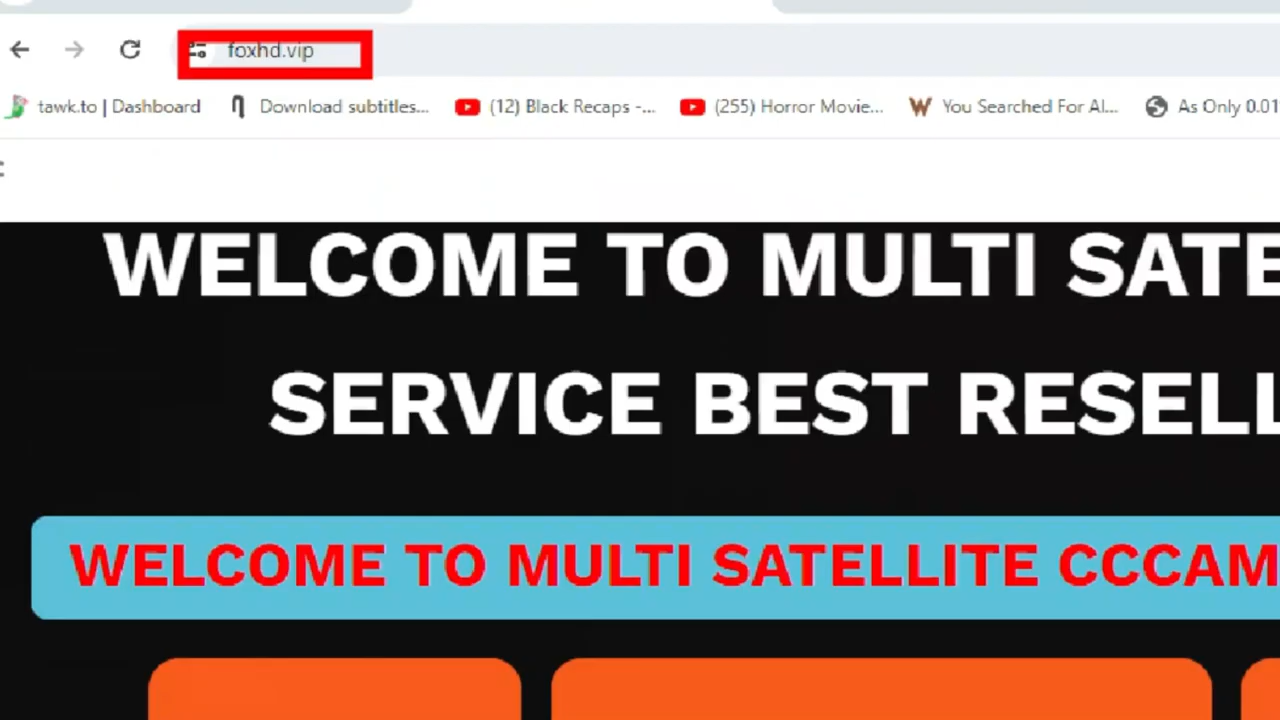 foxhd.vip
tawk.to | Dashboard Download subtitles... (12) Black Recaps -... (255) Horror Movie... You Searched For Al... As Only 0.01
WELCOME TO MULTI SATE
SERVICE BEST RESELL
WELCOME TO MULTI SATELLITE CCCAM